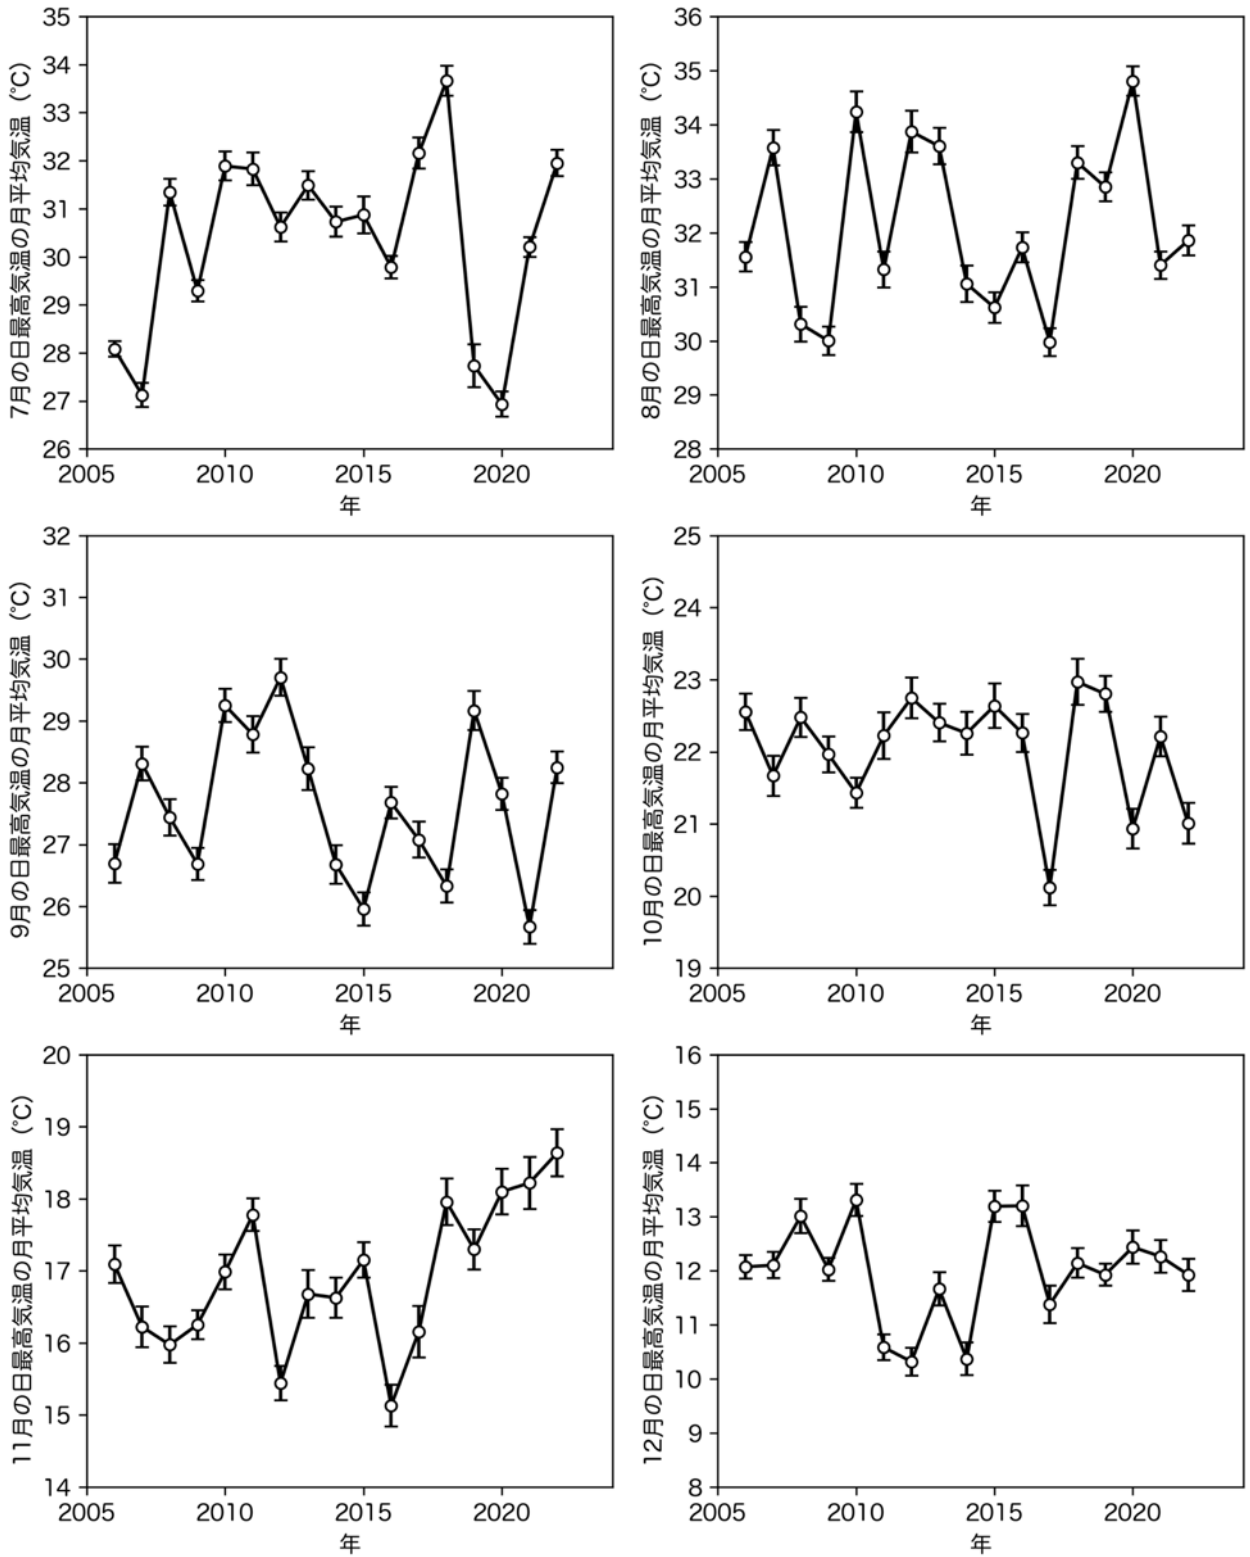 7月の日最高気温の月平均気温（℃）
35
34
33
32
31
30
29
28
27
26
2005 2010 2015 2020
年
8月の日最高気温の月平均気温（℃）
36
35
34
33
32
31
30
29
28
2005 2010 2015 2020
年
9月の日最高気温の月平均気温（℃）
32
31
30
29
28
27
26
25
2005 2010 2015 2020
年
10月の日最高気温の月平均気温（℃）
25
24
23
22
21
20
19
2005 2010 2015 2020
年
11月の日最高気温の月平均気温（℃）
20
19
18
17
16
15
14
2005 2010 2015 2020
年
12月の日最高気温の月平均気温（℃）
16
15
14
13
12
11
10
9
8
2005 2010 2015 2020
年